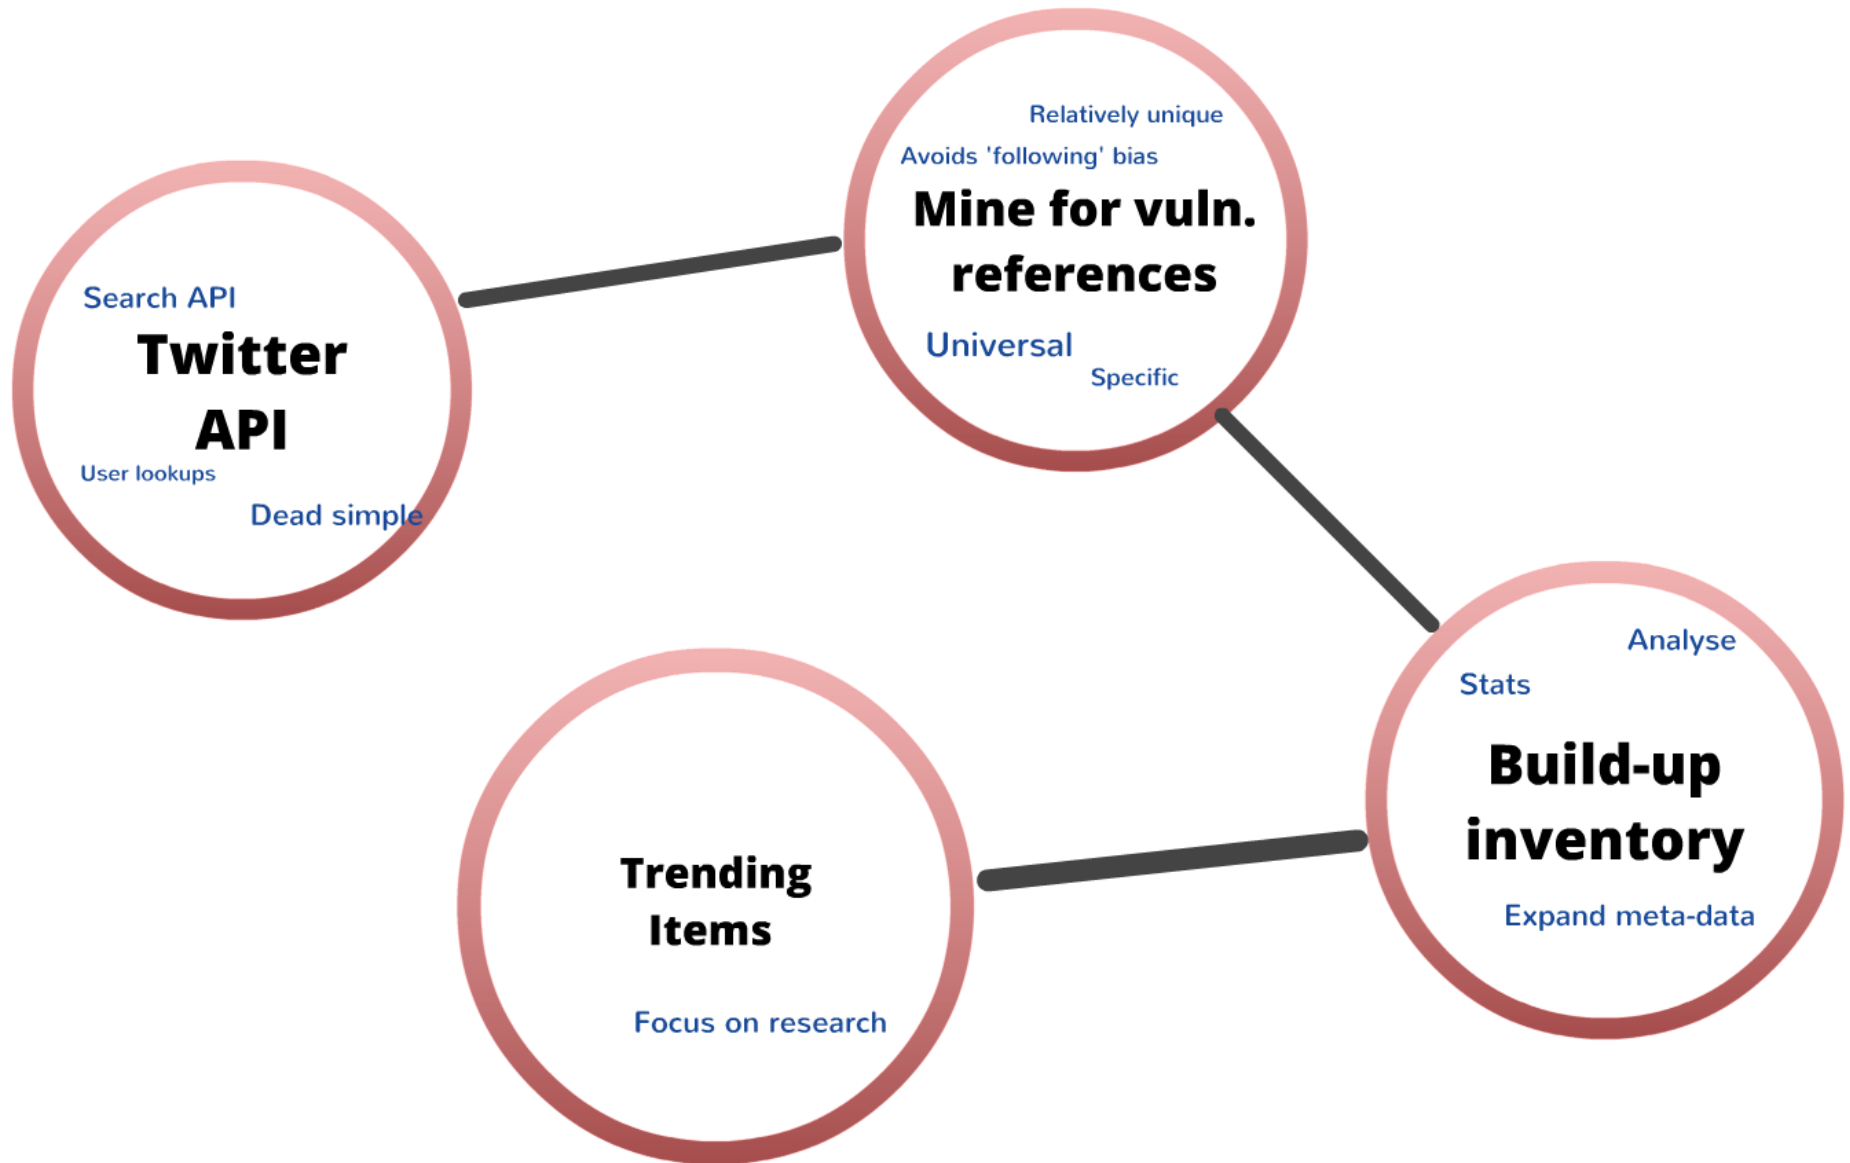 Search API
Twitter
API
User lookups
Dead simple
Relatively unique
Avoids 'following' bias
Mine for vuln.
references
Universal
Specific
Analyse
Stats
Build-up
inventory
Expand meta-data
Trending
Items
Focus on research